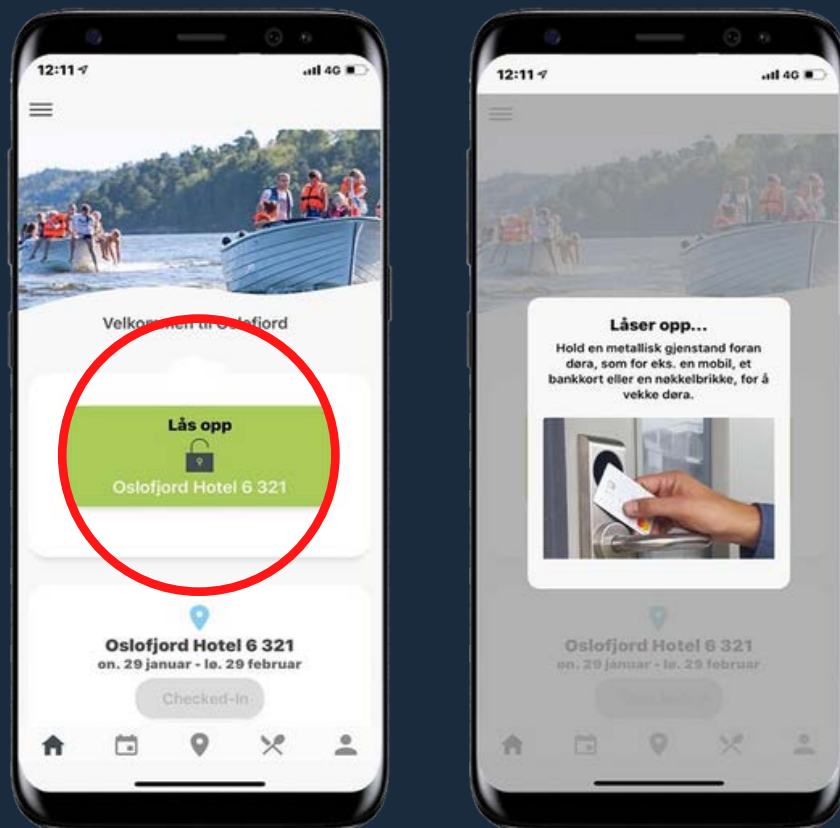 12:11
4G
Velkommen til Oslofjord
Lås opp
Oslofjord Hotel 6 321
Oslofjord Hotel 6 321
on. 29 januar - lø. 29 februar
Checked-In
12:11
4G
Låser opp...
Hold en metallisk gjenstand foran
døra, som for eks. en mobil, et
bankkort eller en nøkkelbrikke, for å
vekke døra.
Oslofjord Hotel 6 321
on. 29 januar - lø. 29 februar